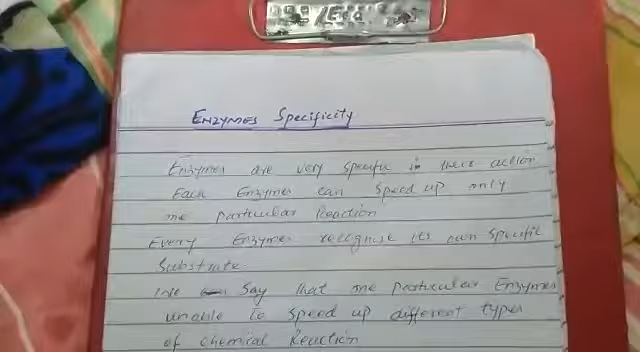 Enzymes Specificity
Enzymes are very specific in their action
Each Enzymes can Speed up only
one particular Reaction
Every Enzymes recognise its own Specific
Substrate
We Say that one particular Enzymes
unable to Speed up different types
of chemical Reaction